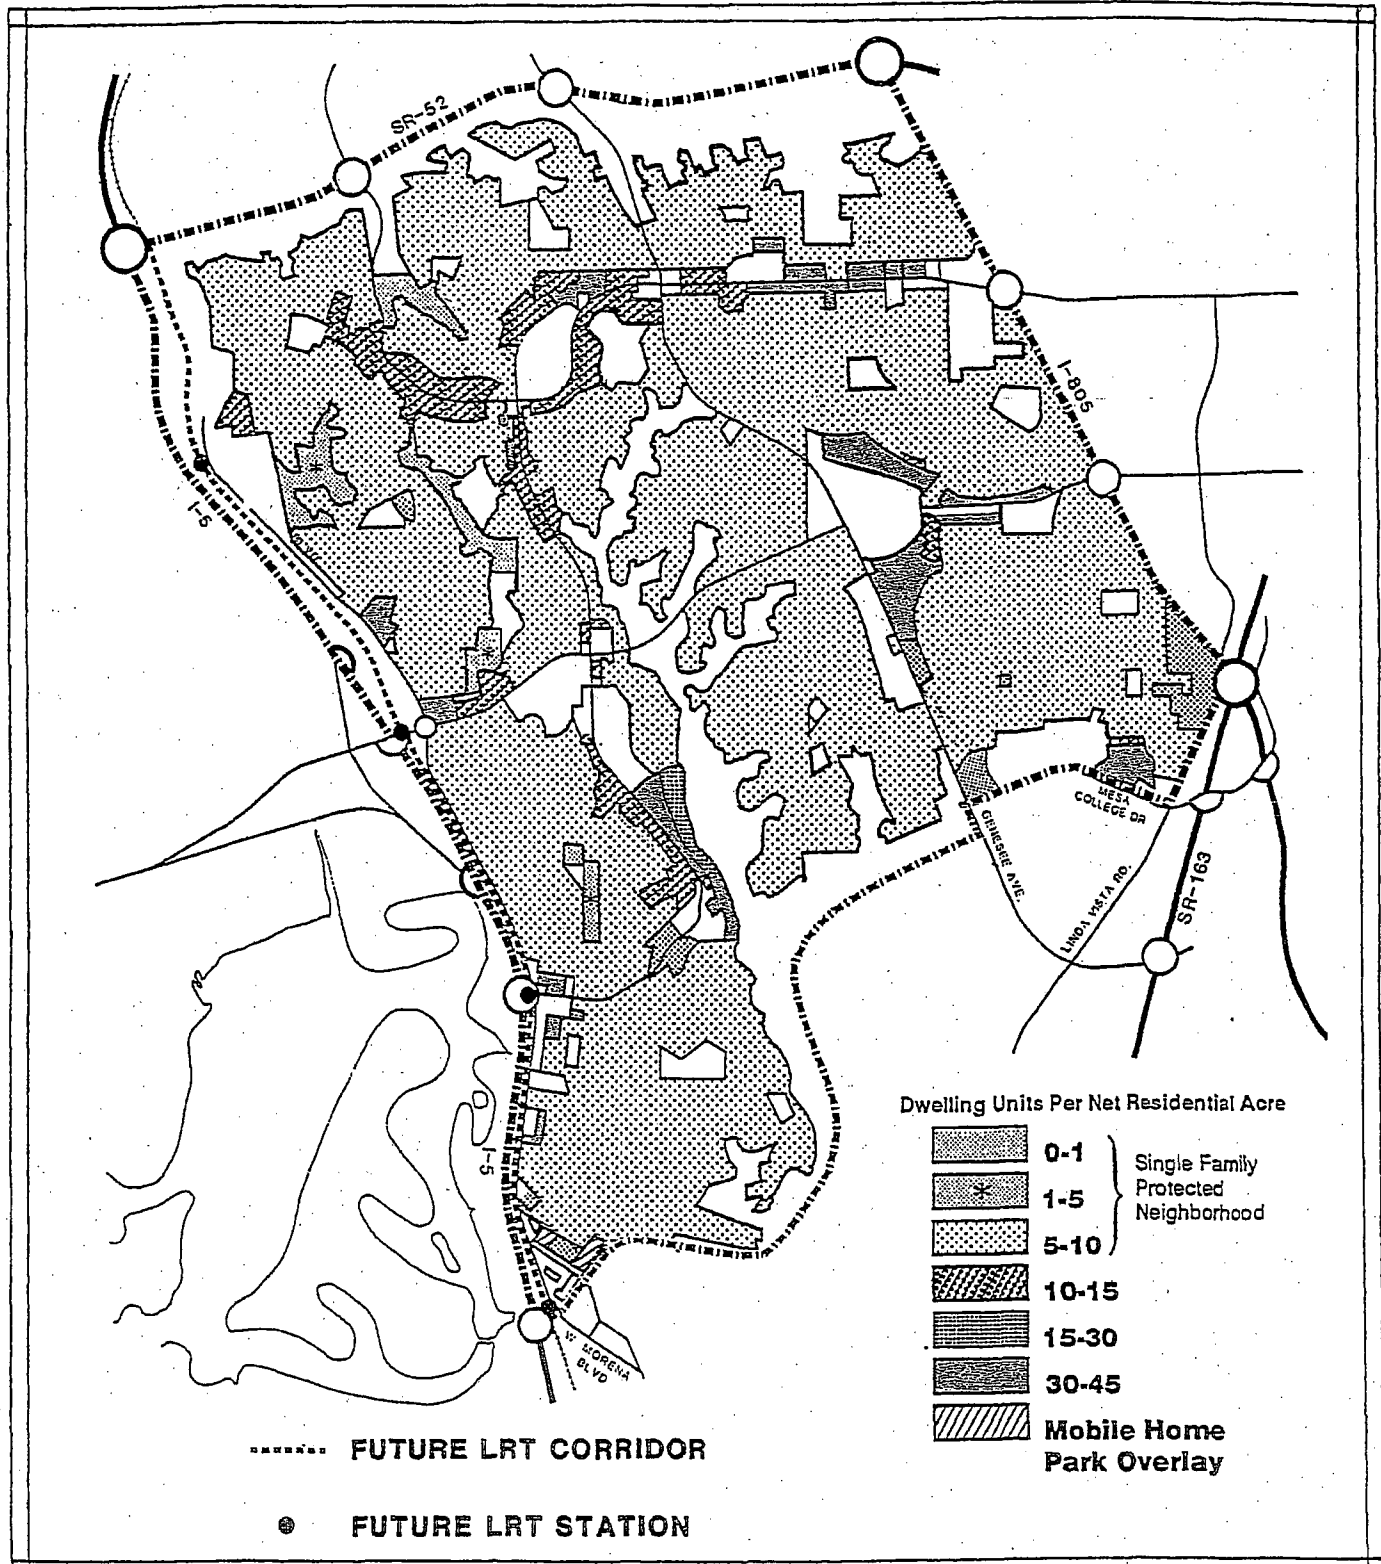 SR-52
I-805
I-5
MESA
COLLEGE DR
GENESEE AVE.
LINDA VISTA RD.
SR-163
I-5
W. MORENA
BLVD
Dwelling Units Per Net Residential Acre
0-1
1-5
5-10
Single Family
Protected
Neighborhood
10-15
15-30
30-45
Mobile Home
Park Overlay
FUTURE LRT CORRIDOR
FUTURE LRT STATION